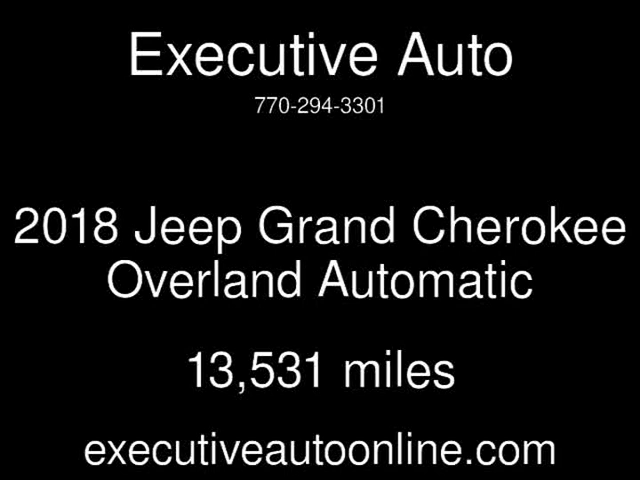 Executive Auto
770-294-3301
2018 Jeep Grand Cherokee
Overland Automatic
13,531 miles
executiveautoonline.com